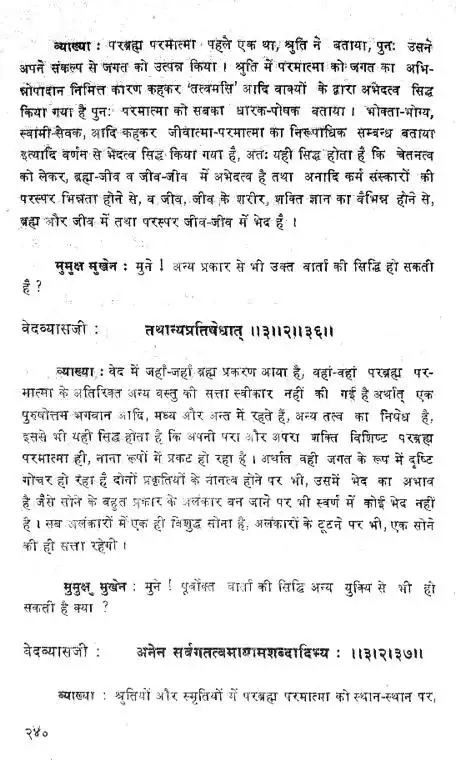 व्याख्या : परब्रह्म परमात्मा पहले एक था, श्रुति ने बताया, पुनः उसने
अपने संकल्प से जगत को उत्पन्न किया । श्रुति में परमात्मा को जगत का अभि-
न्नोपादान निमित्त कारण कहकर 'तत्वमसि' आदि वाक्यों के द्वारा अभेदत्व सिद्ध
किया गया है पुनः परमात्मा को सबका धारक-पोषक बताया । भोक्ता-भोग्य,
स्वामी-सेवक, आदि कहकर जीवात्मा-परमात्मा का निरुपाधिक सम्बन्ध बताया
इत्यादि वर्णन से भेदत्व सिद्ध किया गया है, अतः यही सिद्ध होता है कि चेतनत्व
को लेकर, ब्रह्म-जीव व जीव-जीव में अभेदत्व है तथा अनादि कर्म संस्कारों की
परस्पर भिन्नता होने से, व जीव, जीव के शरीर, शक्ति ज्ञान का वैभिन्न होने से,
ब्रह्म और जीव में तथा परस्पर जीव-जीव में भेद है ।
मुमुक्ष मुखेन : मुने ! अन्य प्रकार से भी उक्त वार्ता की सिद्धि हो सकती
है ?
वेदव्यासजी : तथान्यप्रतिषेधात् ।।३।।२।।३६।।
व्याख्या : वेद में जहां-जहां ब्रह्म प्रकरण आया है, वहां-वहां परब्रह्म पर-
मात्मा के अतिरिक्त अन्य वस्तु की सत्ता स्वीकार नहीं की गई है अर्थात् एक
पुरुषोत्तम भगवान आदि, मध्य और अन्त में रहते हैं, अन्य तत्व का निषेध है,
इससे भी यही सिद्ध होता है कि अपनी परा और अपरा शक्ति विशिष्ट परब्रह्म
परमात्मा ही, नाना रूपों में प्रकट हो रहा है । अर्थात वही जगत के रूप में दृष्टि
गोचर हो रहा है दोनों प्रकृतियों के नानत्व होने पर भी, उसमें भेद का अभाव
है जैसे सोने के बहुत प्रकार के अलंकार बन जाने पर भी स्वर्ण में कोई भेद नहीं
है । सब अलंकारों में एक ही विशुद्ध सोना है, अलंकारों के टूटने पर भी, एक सोने
की ही सत्ता रहेगी ।
मुमुक्ष मुखेन : मुने ! पूर्वोक्त वार्ता की सिद्धि अन्य युक्ति से भी हो
सकती है क्या ?
वेदव्यासजी : अनेन सर्वगतत्वमायामशब्दादिभ्य : ।।३।२।३७।।
व्याख्या : श्रुतियों और स्मृतियों में परब्रह्म परमात्मा को स्थान-स्थान पर,
२४०